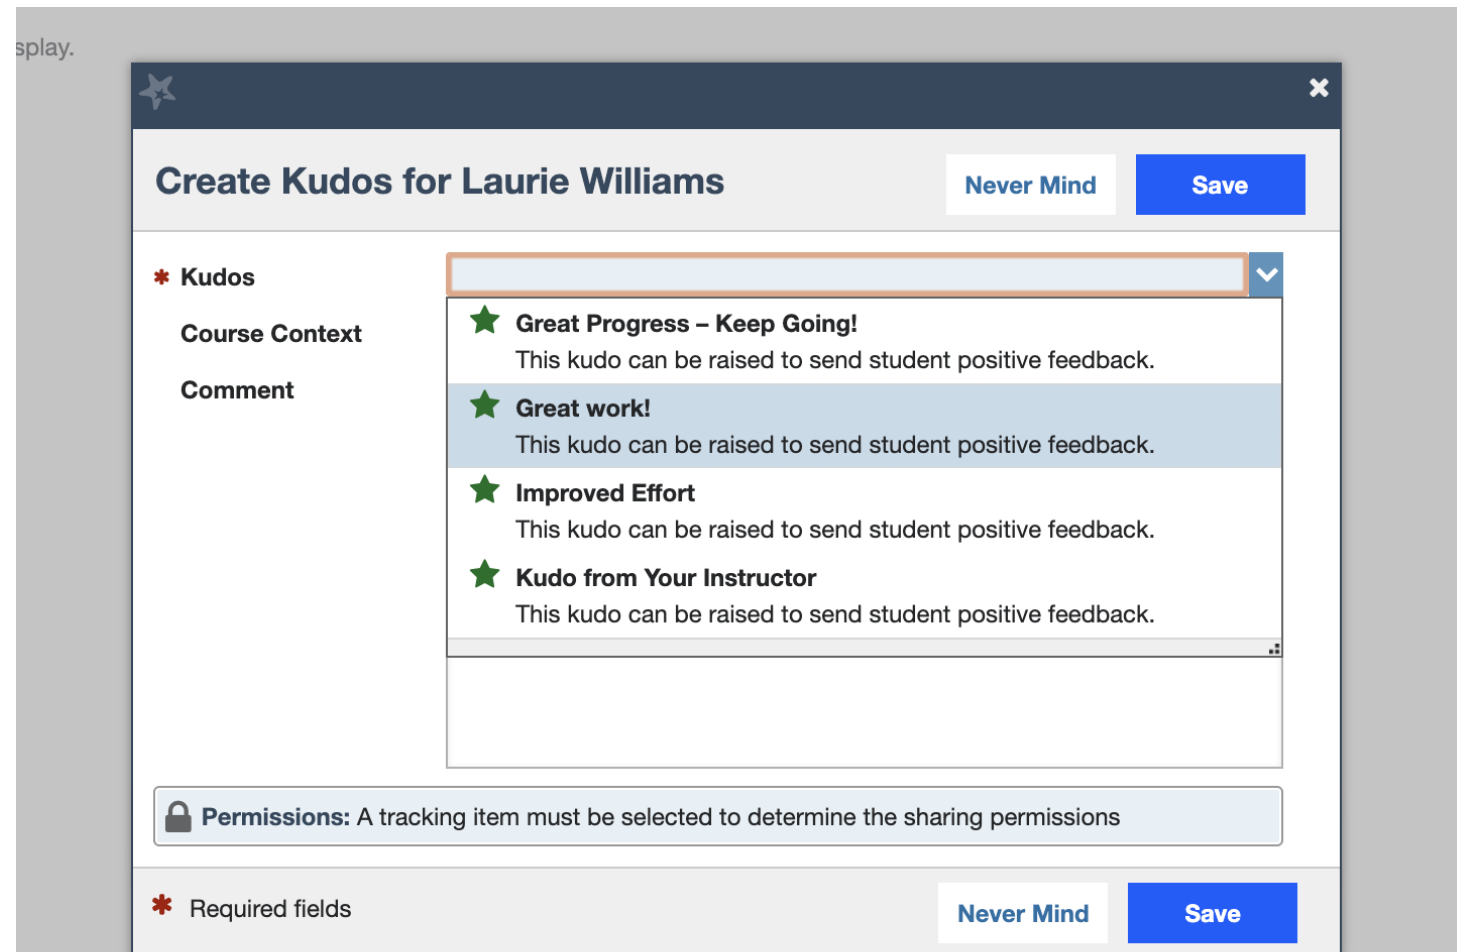 splay.
Create Kudos for Laurie Williams
Never Mind
Save
* Kudos
Course Context
Comment
Great Progress – Keep Going!
This kudo can be raised to send student positive feedback.
Great work!
This kudo can be raised to send student positive feedback.
Improved Effort
This kudo can be raised to send student positive feedback.
Kudo from Your Instructor
This kudo can be raised to send student positive feedback.
Permissions: A tracking item must be selected to determine the sharing permissions
* Required fields
Never Mind
Save